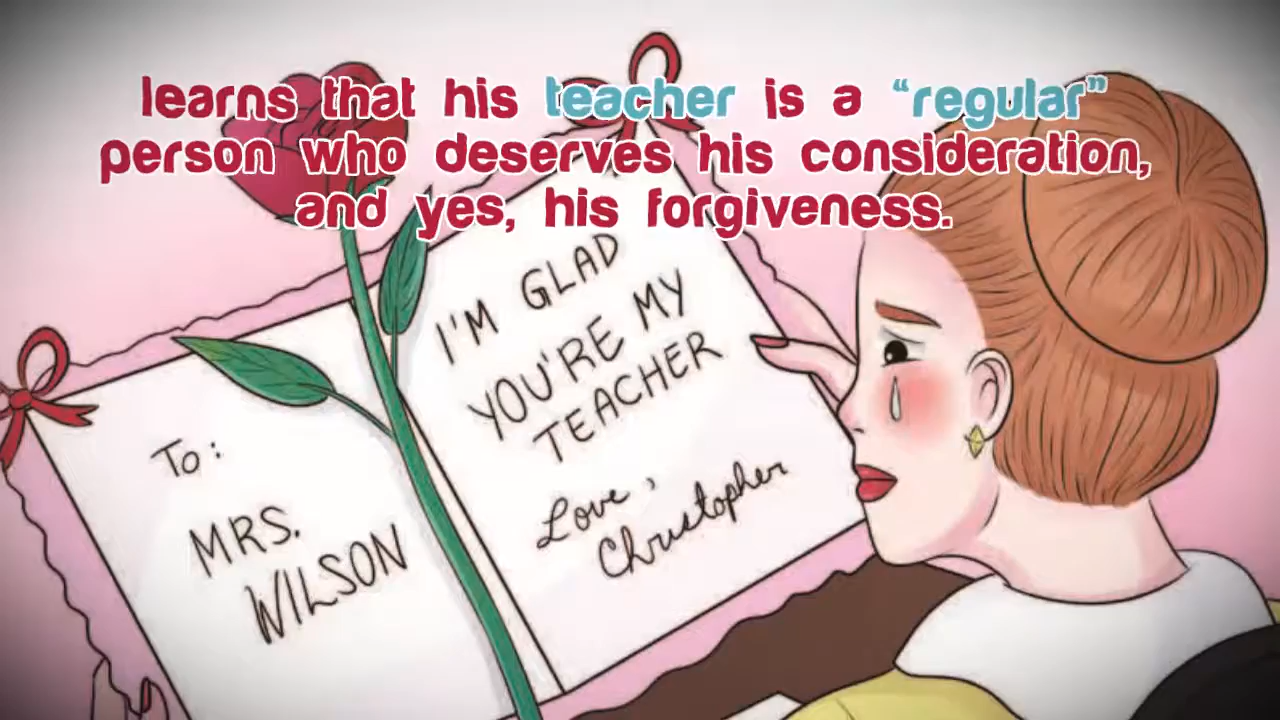 learns that his teacher is a “regular”
person who deserves his consideration,
and yes, his forgiveness.
To:
MRS.
WILSON
I'M GLAD
YOU'RE MY
TEACHER
Love,
Christopher